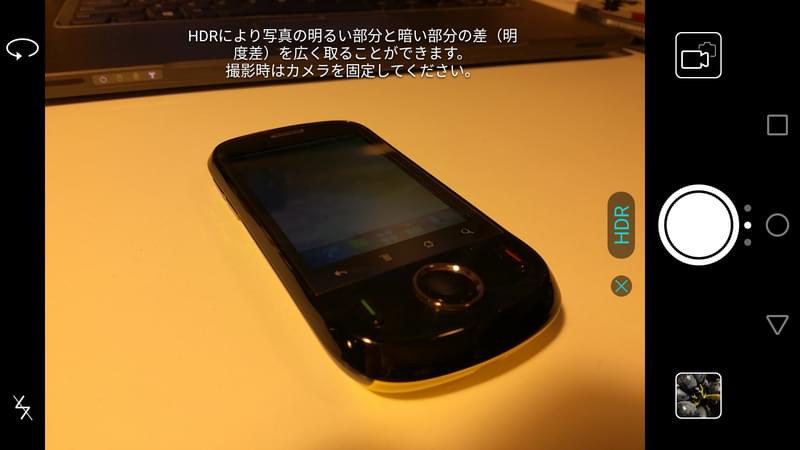 HDRにより写真の明るい部分と暗い部分の差（明
度差）を広く取ることができます。
撮影時はカメラを固定してください。
HDR